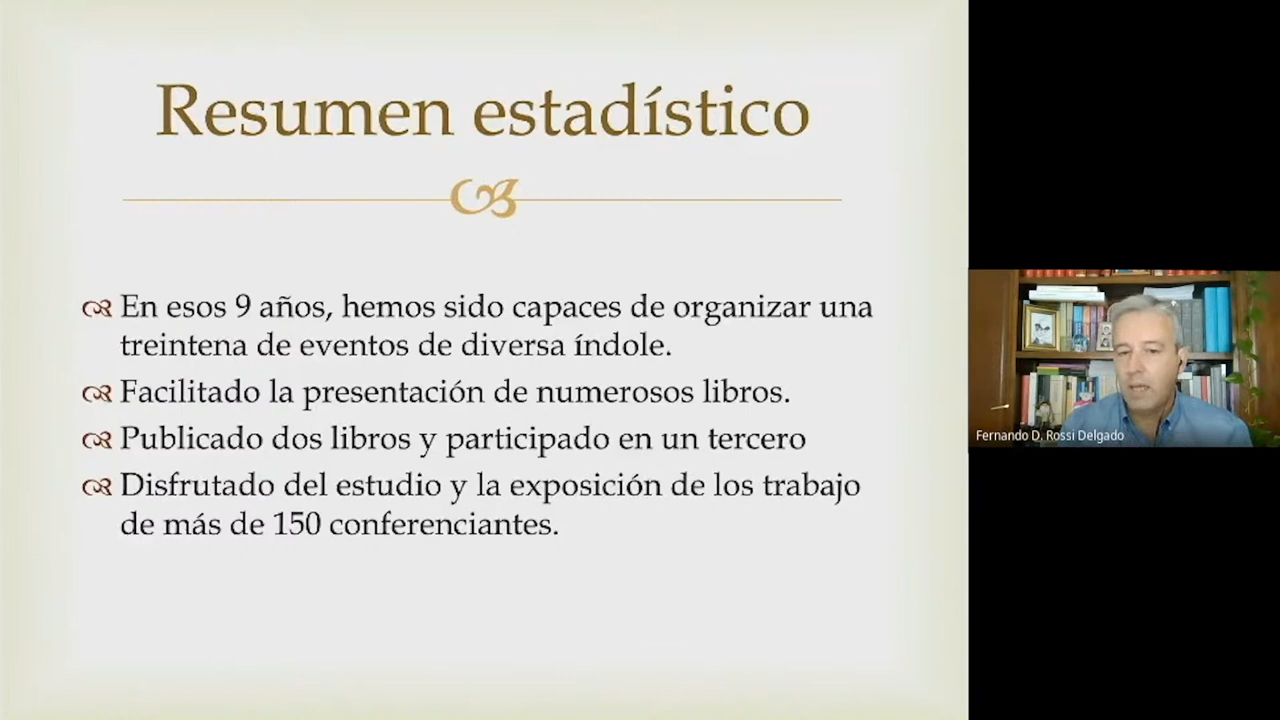 Resumen estadístico
En esos 9 años, hemos sido capaces de organizar una
treintena de eventos de diversa índole.
Facilitado la presentación de numerosos libros.
Publicado dos libros y participado en un tercero
Disfrutado del estudio y la exposición de los trabajo
de más de 150 conferenciantes.
Fernando D. Rossi Delgado